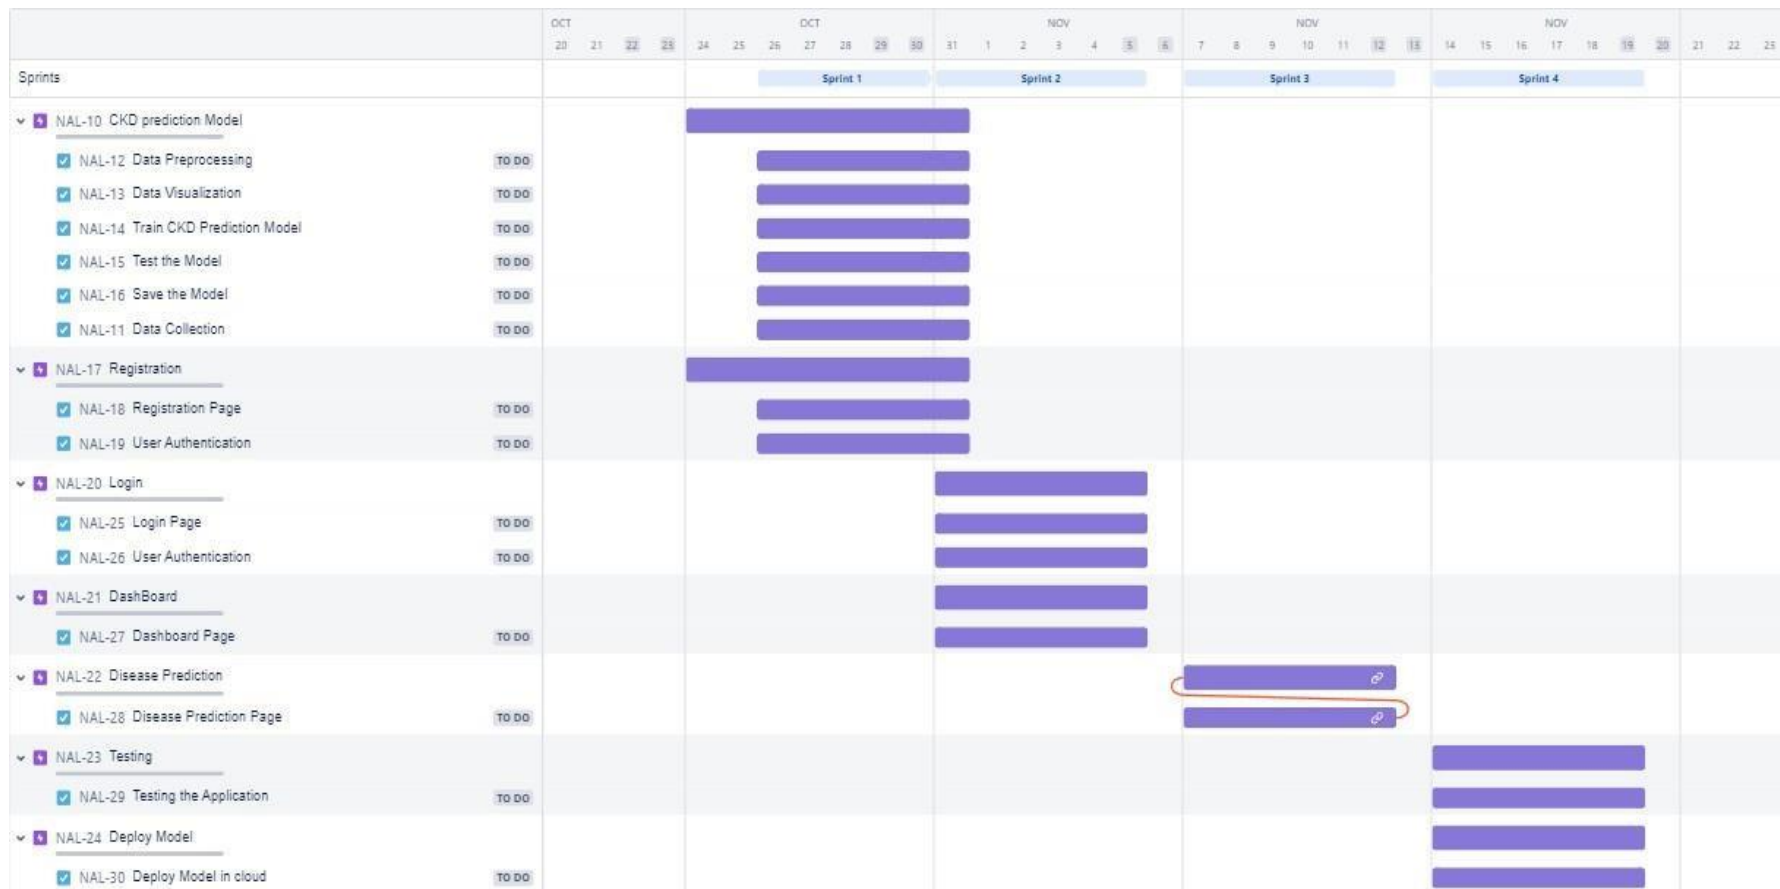 OCT OCT NOV NOV NOV
20 21 22 23 24 25 26 27 28 29 30 31 1 2 3 4 5 6 7 8 9 10 11 12 13 14 15 16 17 18 19 20 21 22 23
Sprints Sprint 1 Sprint 2 Sprint 3 Sprint 4
NAL-10 CKD prediction Model
NAL-12 Data Preprocessing TO DO
NAL-13 Data Visualization TO DO
NAL-14 Train CKD Prediction Model TO DO
NAL-15 Test the Model TO DO
NAL-16 Save the Model TO DO
NAL-11 Data Collection TO DO
NAL-17 Registration
NAL-18 Registration Page TO DO
NAL-19 User Authentication TO DO
NAL-20 Login
NAL-25 Login Page TO DO
NAL-26 User Authentication TO DO
NAL-21 DashBoard
NAL-27 Dashboard Page TO DO
NAL-22 Disease Prediction
NAL-28 Disease Prediction Page TO DO
NAL-23 Testing
NAL-29 Testing the Application TO DO
NAL-24 Deploy Model
NAL-30 Deploy Model in cloud TO DO